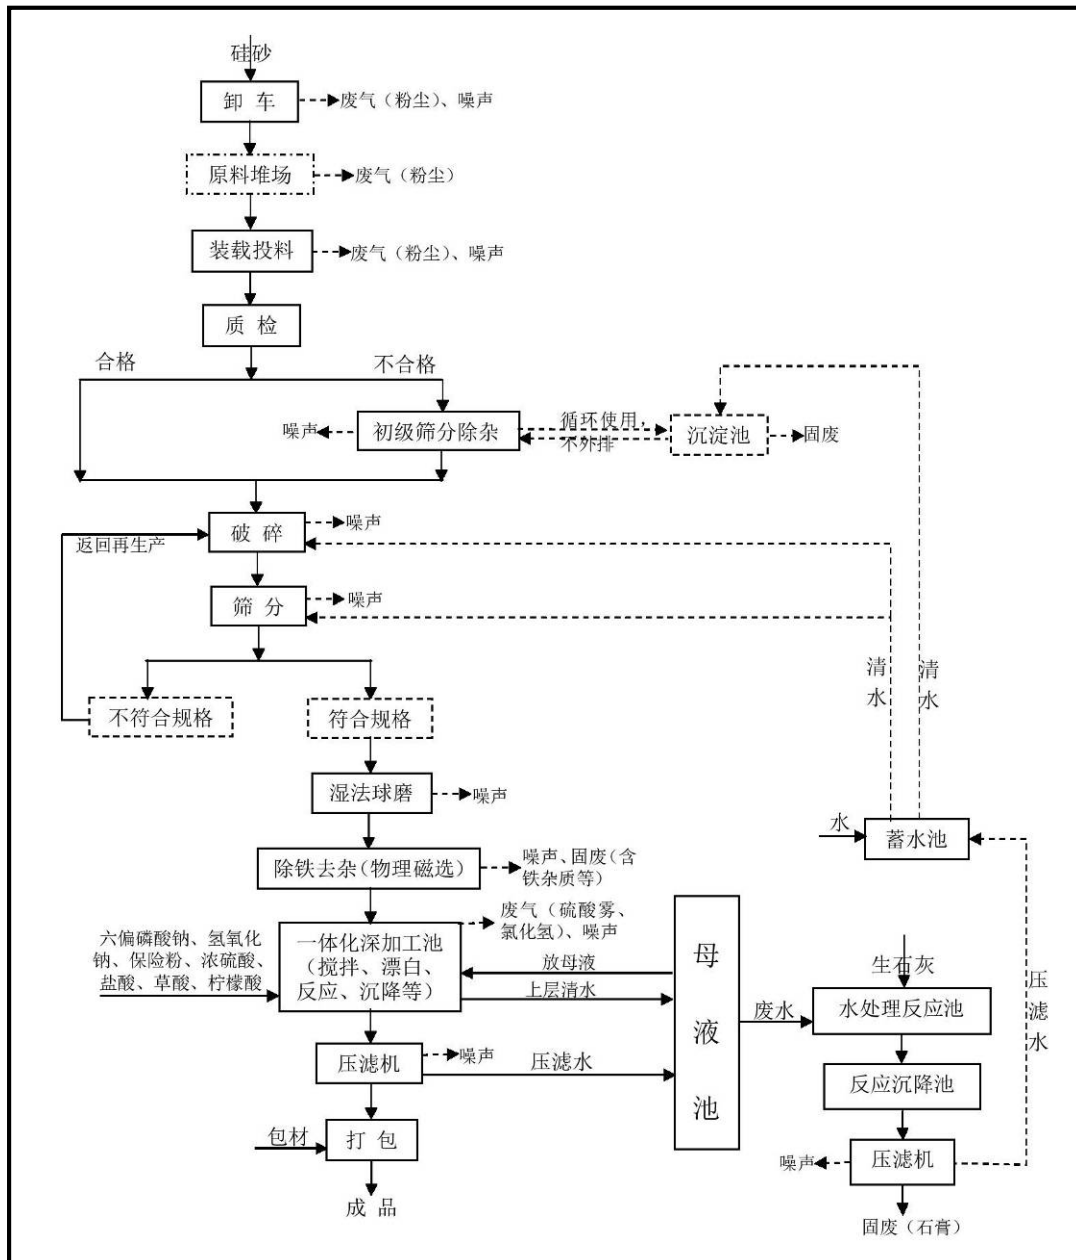 硅砂
卸 车
废气（粉尘）、噪声
原料堆场
废气（粉尘）
装载投料
废气（粉尘）、噪声
质 检
合格
不合格
噪声
初级筛分除杂
循环使用，
不外排
沉淀池
固废
破 碎
噪声
返回再生产
筛 分
噪声
清水
清水
不符合规格
符合规格
湿法球磨
噪声
水
蓄水池
除铁去杂（物理磁选）
噪声、固废（含
铁杂质等）
废气（硫酸雾、
氯化氢）、噪声
六偏磷酸钠、氢氧化
钠、保险粉、浓硫酸、
盐酸、草酸、柠檬酸
一体化深加工池
（搅拌、漂白、
反应、沉降等）
放母液
上层清水
母液池
废水
生石灰
水处理反应池
压滤水
压滤机
噪声
压滤水
反应沉降池
包材
打 包
噪声
压滤机
成 品
固废（石膏）